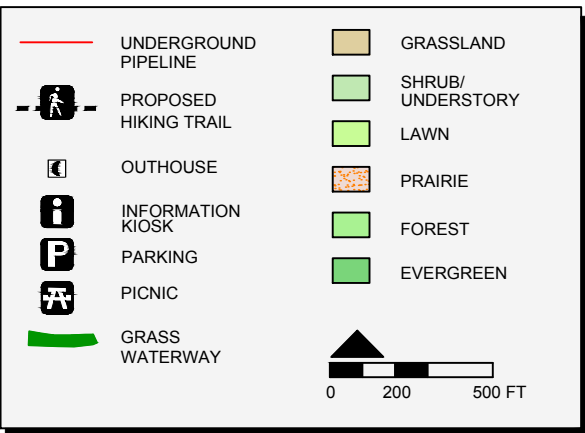 UNDERGROUND
PIPELINE
PROPOSED
HIKING TRAIL
OUTHOUSE
INFORMATION
KIOSK
P
PARKING
PICNIC
GRASS
WATERWAY
GRASSLAND
SHRUB/
UNDERSTORY
LAWN
PRAIRIE
FOREST
EVERGREEN
0 200 500 FT